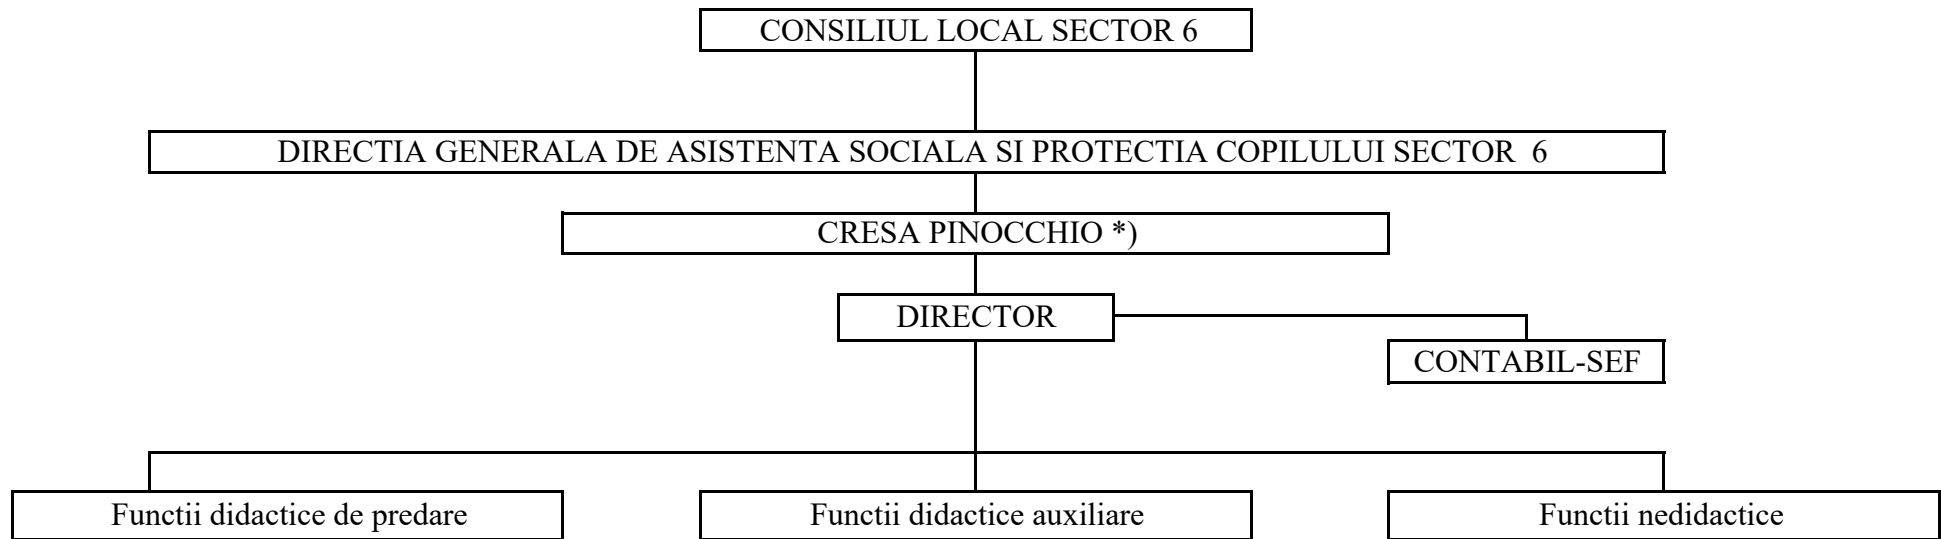 CONSILIUL LOCAL SECTOR 6
DIRECTIA GENERALA DE ASISTENTA SOCIALA SI PROTECTIA COPILULUI SECTOR 6
CRESA PINOCCHIO *)
DIRECTOR
CONTABIL-SEF
Functii didactice de predare
Functii didactice auxiliare
Functii nedidactice